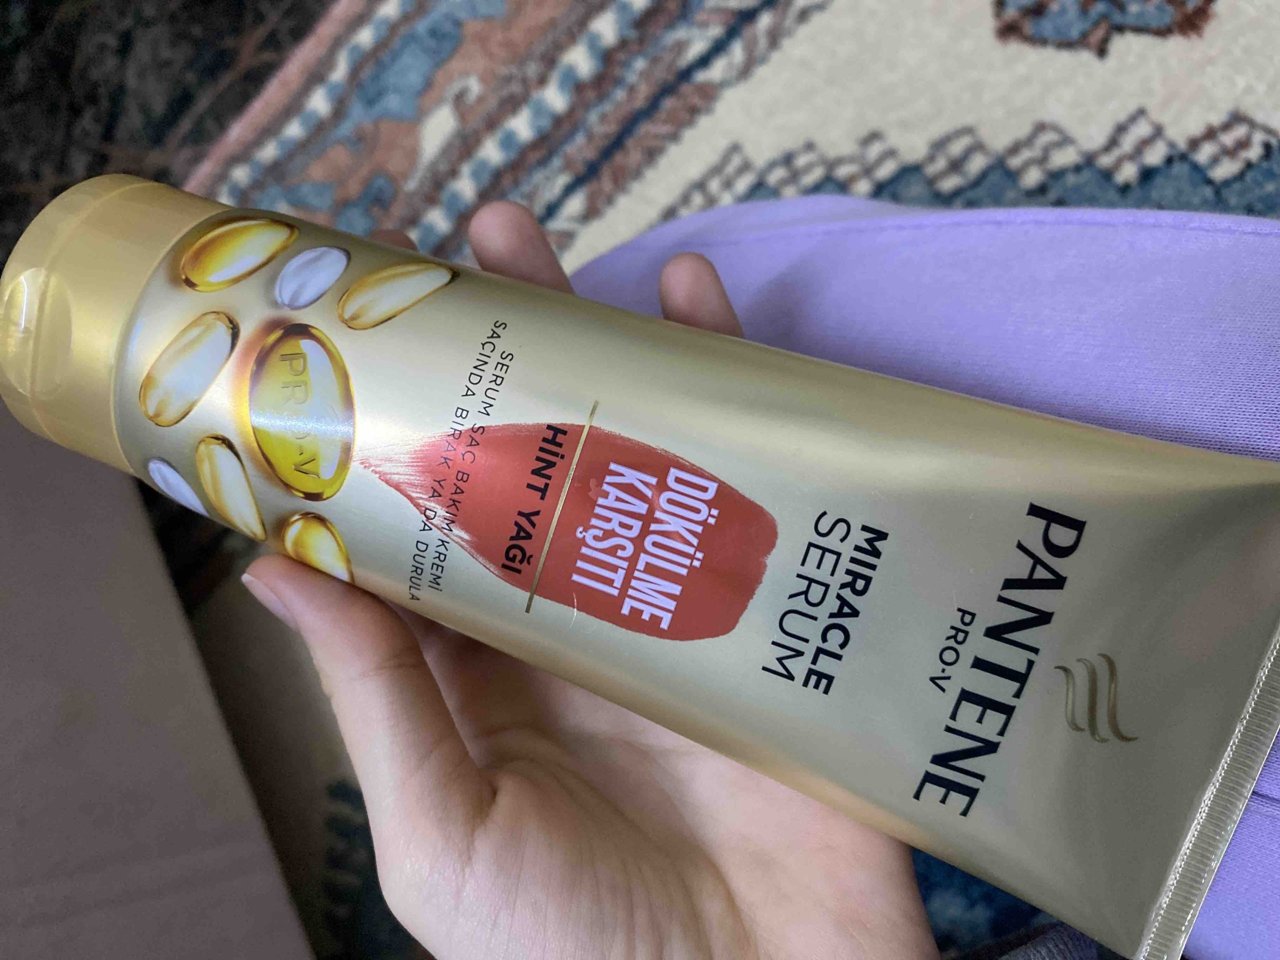 PANTENE
PRO-V
MIRACLE
SERUM
DÖKÜLME
KARŞITI
HİNT YAĞI
SERUM SAÇ BAKIM KREMİ
SAÇINDA BIRAK YA DA DURULA
PRO-V